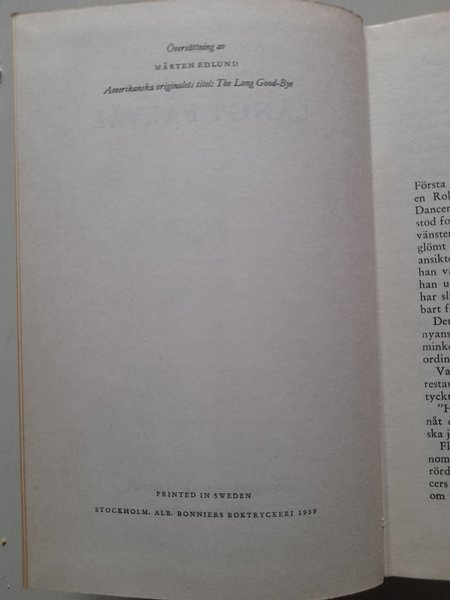 Översättning av
MÅRTEN EDLUND
Amerikanska originalets titel: The Long Good-Bye
PRINTED IN SWEDEN
STOCKHOLM. ALB. BONNIERS BOKTRYCKERI 1959
Första
en Rol
Dancer
stod fo
vänster
glömt
ansikte
han va
han u
har sl
bart f
De
nyans
mink
ordin
Va
restau
tyckt
"H
nåt
ska j
Fl
nom
rörd
cers
om